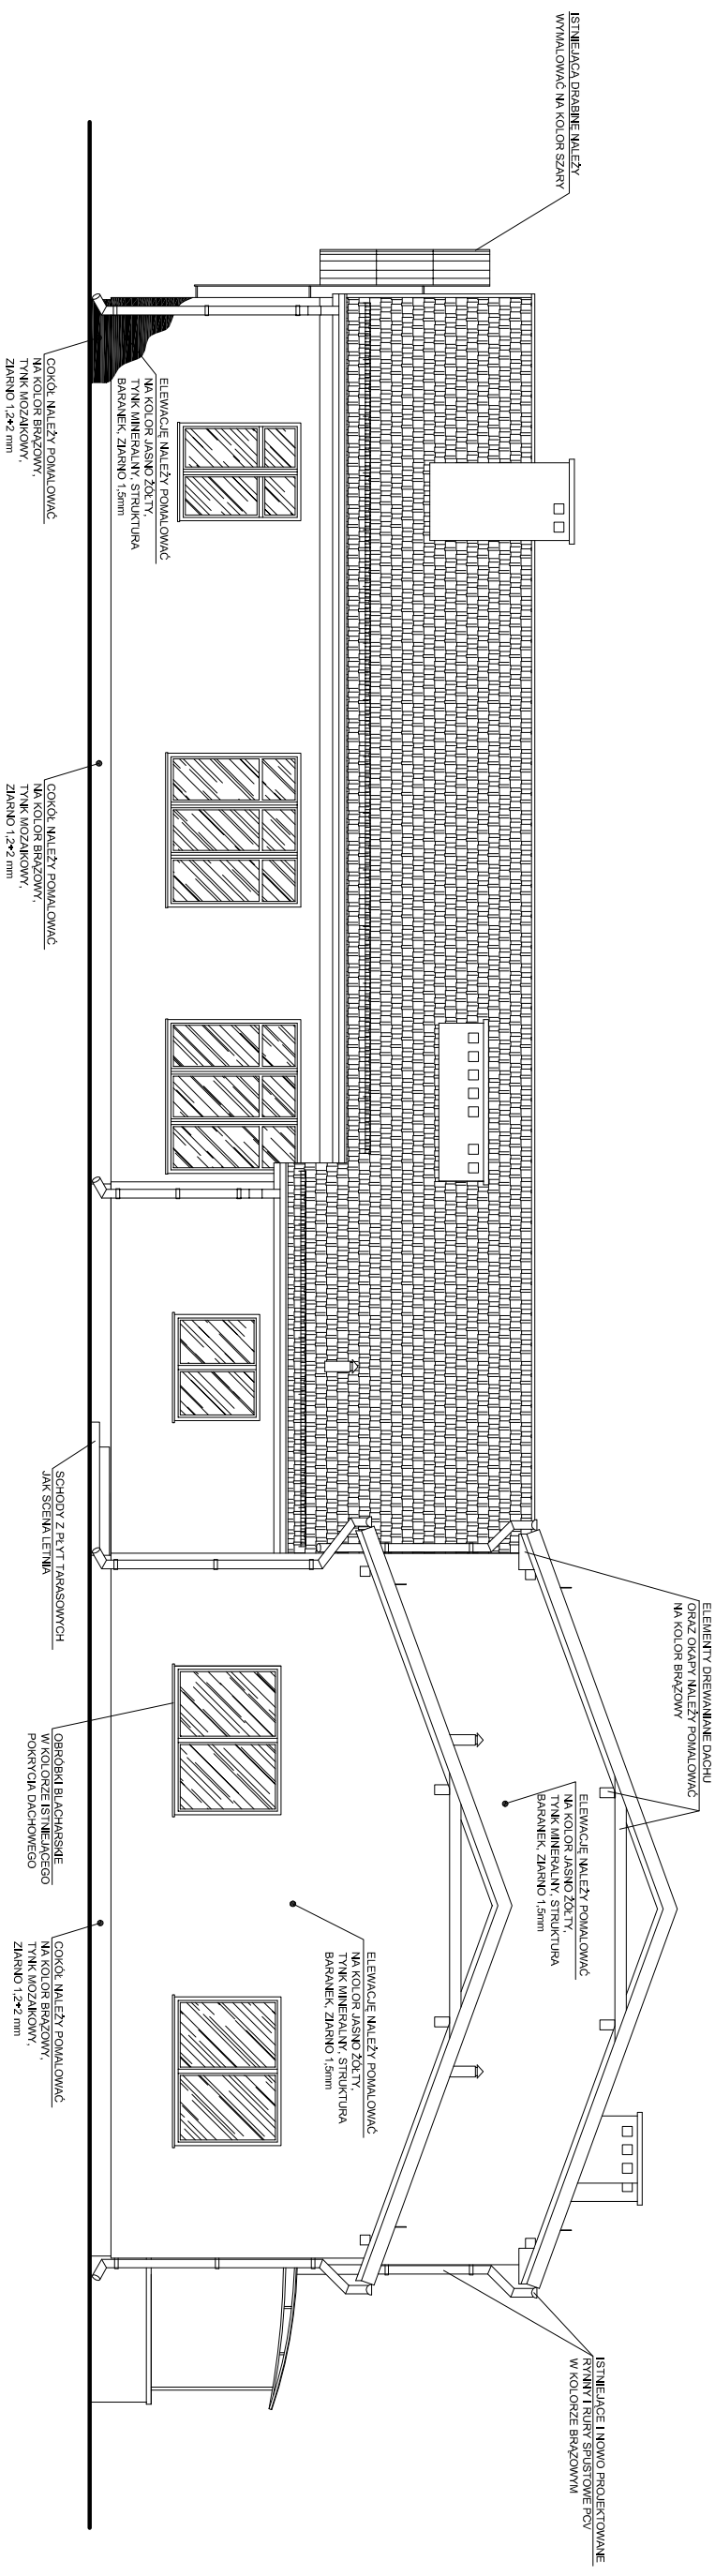 ISTNIEJĄCĄ DRABINĘ NALEŻY
WYMALOWAĆ NA KOLOR SZARY
ELEWACJĘ NALEŻY POMALOWAĆ
NA KOLOR JASNO ŻÓŁTY,
TYNK MINERALNY, STRUKTURA
BARANEK, ZIARNO 1,5mm
COKÓŁ NALEŻY POMALOWAĆ
NA KOLOR BRĄZOWY,
TYNK MOZAIKOWY,
ZIARNO 1,2÷2 mm
COKÓŁ NALEŻY POMALOWAĆ
NA KOLOR BRĄZOWY,
TYNK MOZAIKOWY,
ZIARNO 1,2÷2 mm
SCHODY Z PŁYT TARASOWYCH
JAK SCENA LETNIA
ELEMENTY DREWNIANE DACHU
ORAZ OKAPY NALEŻY POMALOWAĆ
NA KOLOR BRĄZOWY
ELEWACJĘ NALEŻY POMALOWAĆ
NA KOLOR JASNO ŻÓŁTY,
TYNK MINERALNY, STRUKTURA
BARANEK, ZIARNO 1,5mm
OBRÓBKI BLACHARSKIE
W KOLORZE ISTNIEJĄCEGO
POKRYCIA DACHOWEGO
ELEWACJĘ NALEŻY POMALOWAĆ
NA KOLOR JASNO ŻÓŁTY,
TYNK MINERALNY, STRUKTURA
BARANEK, ZIARNO 1,5mm
COKÓŁ NALEŻY POMALOWAĆ
NA KOLOR BRĄZOWY,
TYNK MOZAIKOWY,
ZIARNO 1,2÷2 mm
ISTNIEJĄCE I NOWO PROJEKTOWANE
RYNNY I RURY SPUSTOWE PCV
W KOLORZE BRĄZOWYM